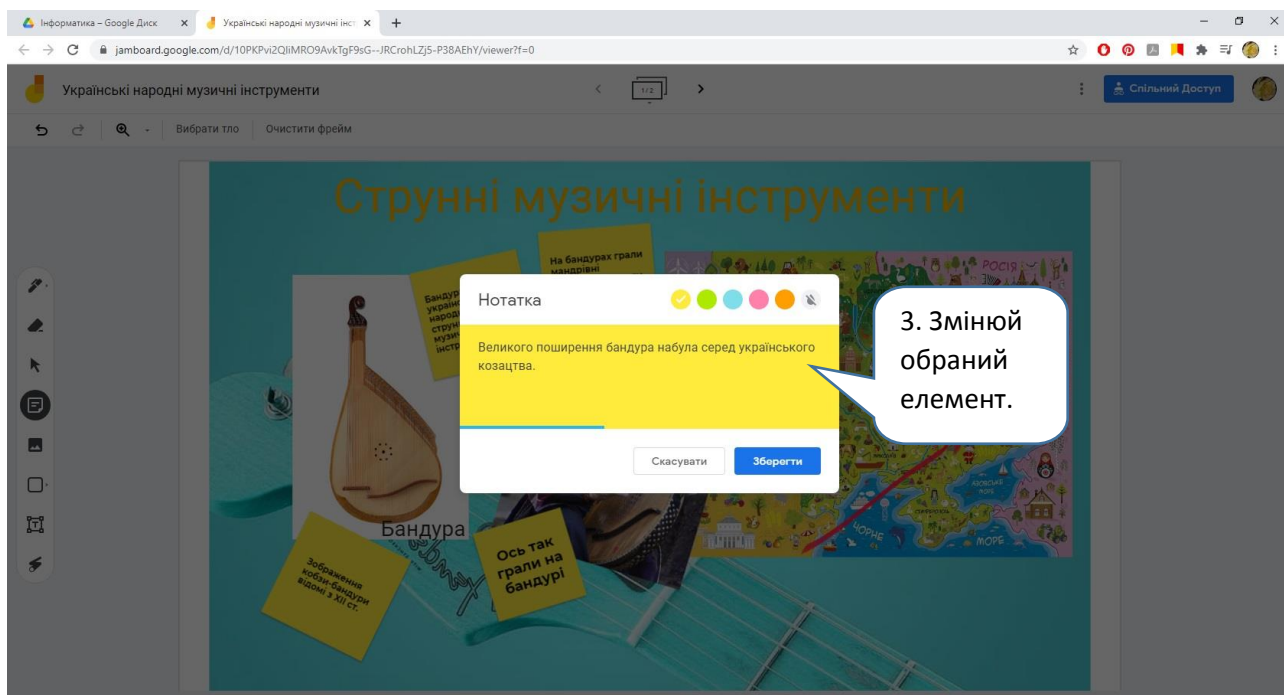 Інформатика – Google Диск
Українські народні музичні інст
jamboard.google.com/d/10PKPvi2QIiMRO9AvkTgF9sG--JRCrohLZj5-P38AEhY/viewer?f=0
Українські народні музичні інструменти
1/2
Спільний Доступ
Вибрати тло
Очистити фрейм
Струнні музичні інструменти
На бандурах грали
мандрівні
Нотатка
Великого поширення бандура набула серед українського
козацтва.
Скасувати
Зберегти
3. Змінюй
обраний
елемент.
РОСІЯ
АЗОВСЬКЕ
МОРЕ
ЧОРНЕ
МОРЕ
Бандура
Ось так
грали на
бандурі
Зображення
кобзи-бандури
відомі з XII ст.